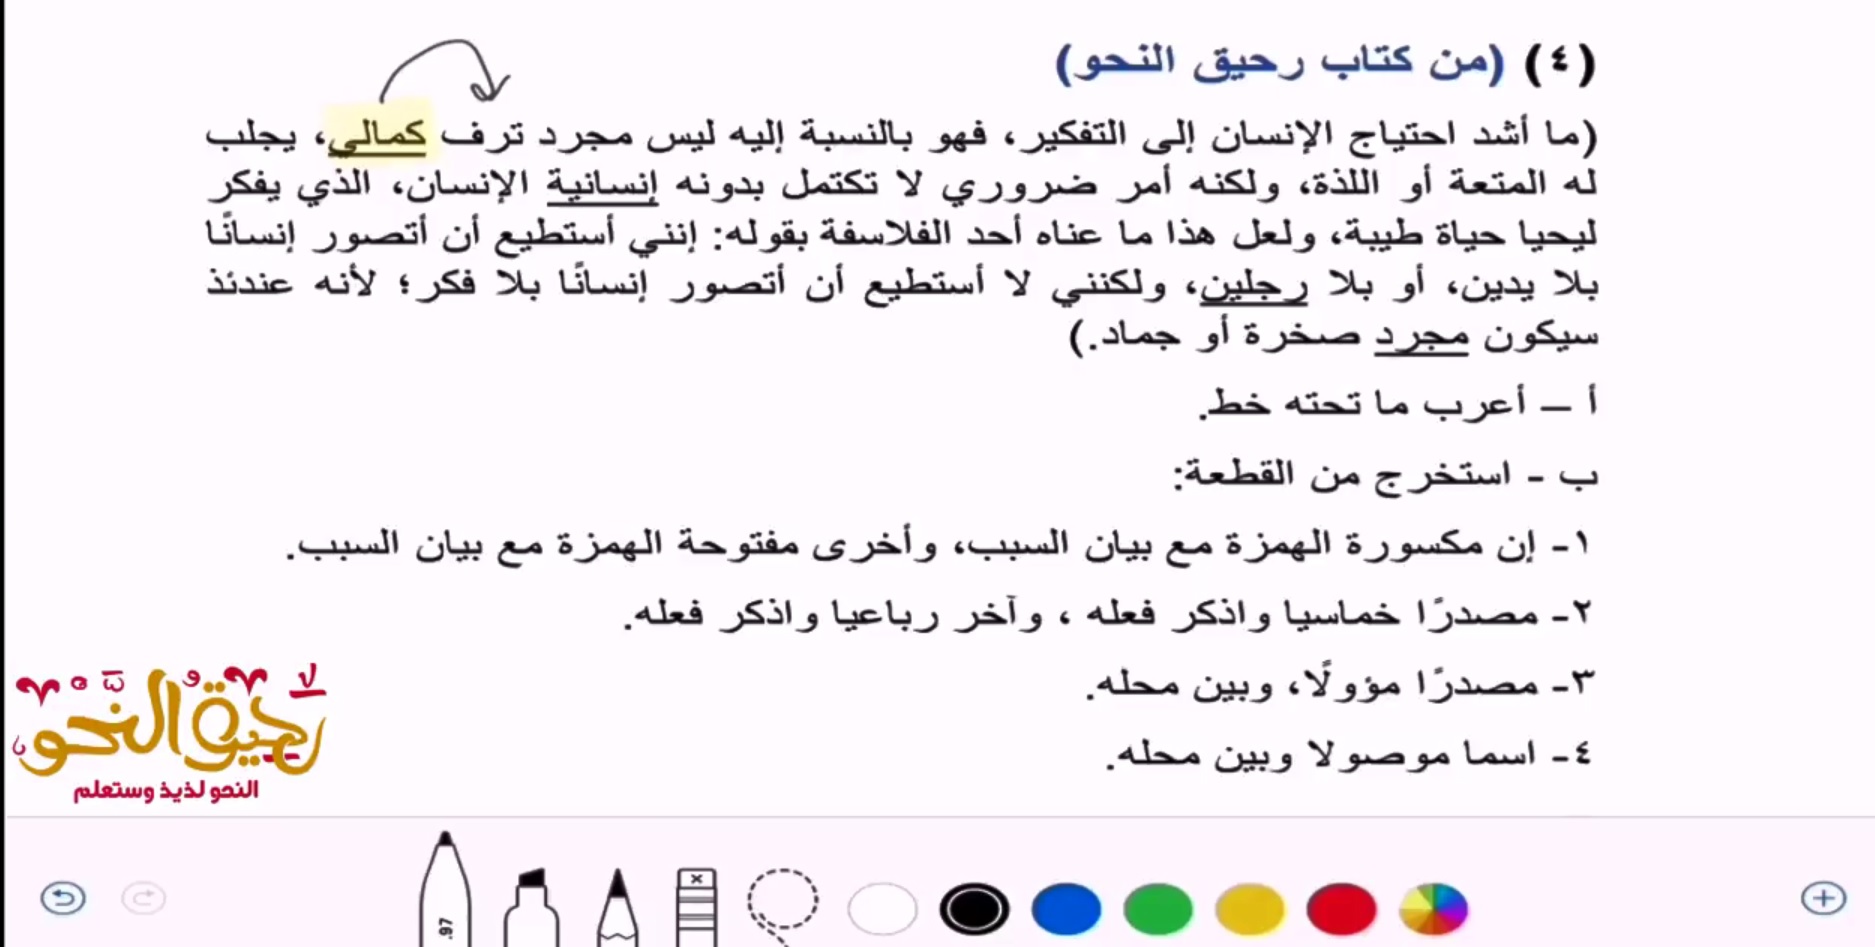 (٤) (من كتاب رحيق النحو)
(ما أشد احتياج الإنسان إلى التفكير، فهو بالنسبة إليه ليس مجرد ترف كمالي، يجلب
له المتعة أو اللذة، ولكنه أمر ضروري لا تكتمل بدونه إنسانية الإنسان، الذي يفكر
ليحيا حياة طيبة، ولعل هذا ما عناه أحد الفلاسفة بقوله: إنني أستطيع أن أتصور إنسانًا
بلا يدين، أو بلا رجلين، ولكنني لا أستطيع أن أتصور إنسانًا بلا فكر؛ لأنه عندئذ
سيكون مجرد صخرة أو جماد.)
أ – أعرب ما تحته خط.
ب - استخرج من القطعة:
١- إن مكسورة الهمزة مع بيان السبب، وأخرى مفتوحة الهمزة مع بيان السبب.
٢- مصدرًا خماسيا واذكر فعله ، وآخر رباعيا واذكر فعله.
٣- مصدرًا مؤولًا، وبين محله.
٤- اسما موصولا وبين محله.
رحيق النحو
النحو لذيذ وستعلم
.97